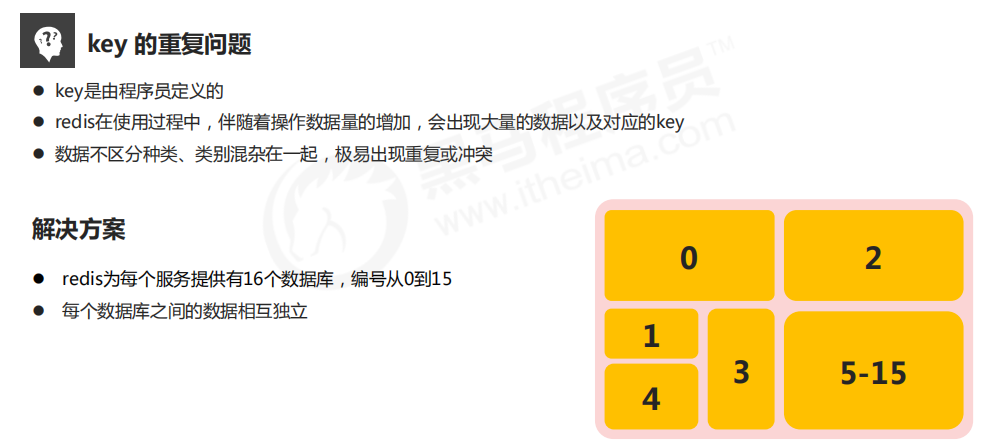 key 的重复问题
key是由程序员定义的
redis在使用过程中，伴随着操作数据量的增加，会出现大量的数据以及对应的key
数据不区分种类、类别混杂在一起，极易出现重复或冲突
黑马程序员™
www.itheima.com
解决方案
redis为每个服务提供有16个数据库，编号从0到15
每个数据库之间的数据相互独立
0
2
1
3
4
5-15